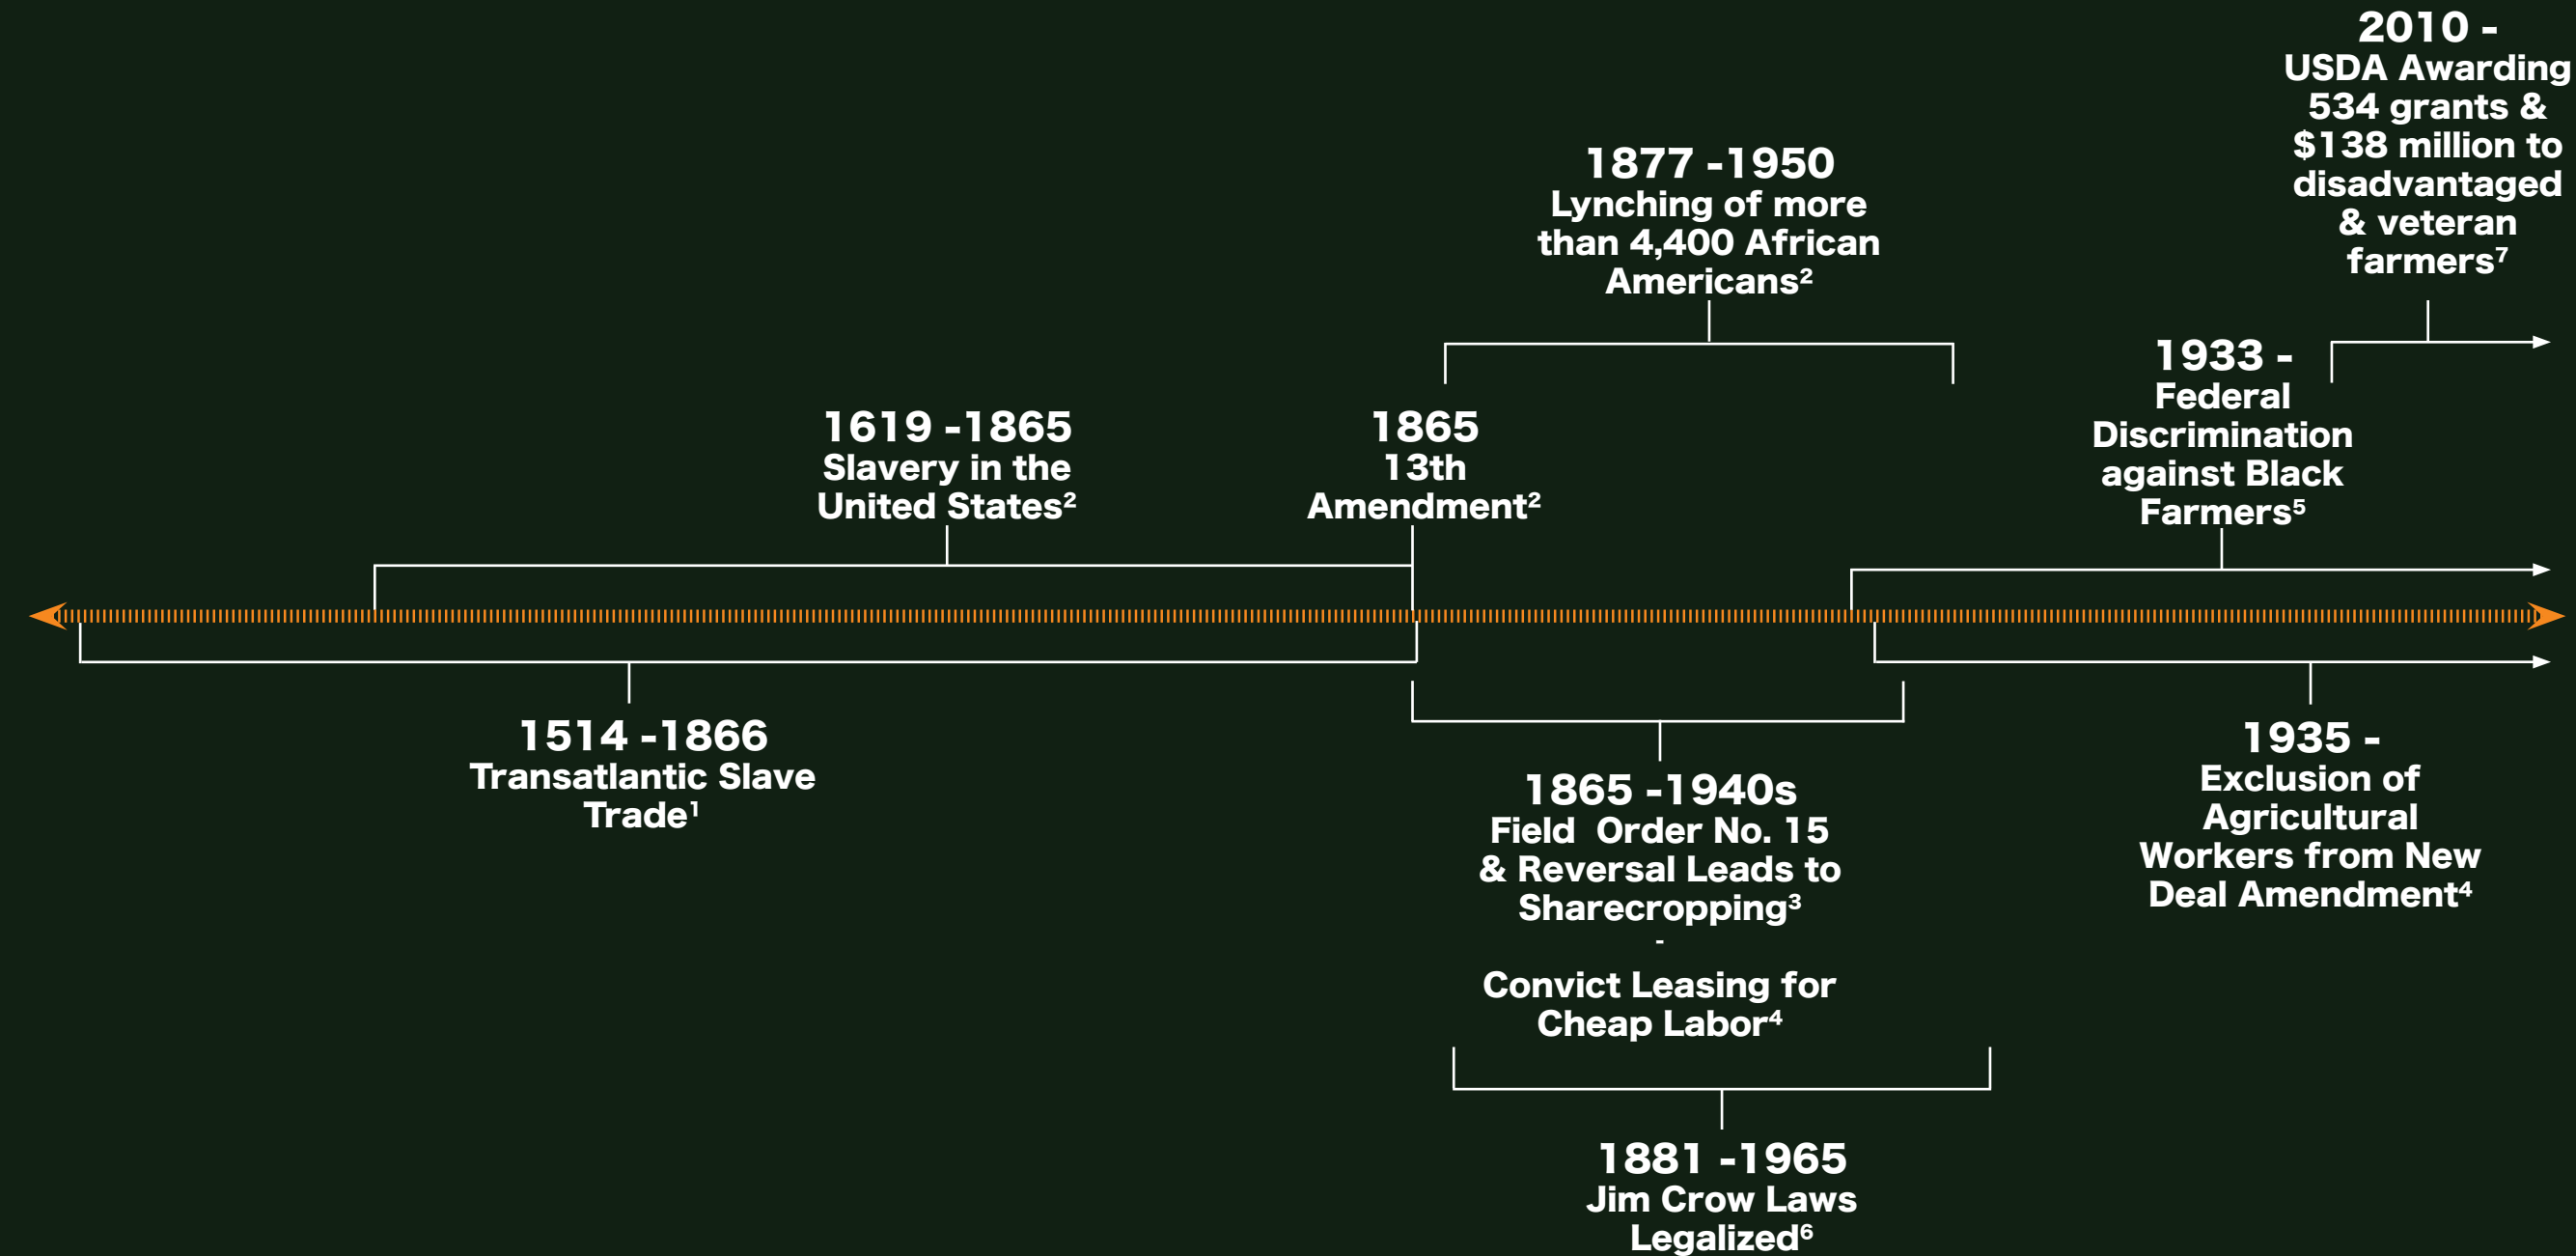 2010 -
USDA Awarding
534 grants &
$138 million to
disadvantaged
& veteran
farmers⁷
1877 -1950
Lynching of more
than 4,400 African
Americans²
1933 -
Federal
Discrimination
against Black
Farmers⁵
1619 -1865
Slavery in the
United States²
1865
13th
Amendment²
1514 -1866
Transatlantic Slave
Trade¹
1865 -1940s
Field  Order No. 15
& Reversal Leads to
Sharecropping³
-
Convict Leasing for
Cheap Labor⁴
1935 -
Exclusion of
Agricultural
Workers from New
Deal Amendment⁴
1881 -1965
Jim Crow Laws
Legalized⁶